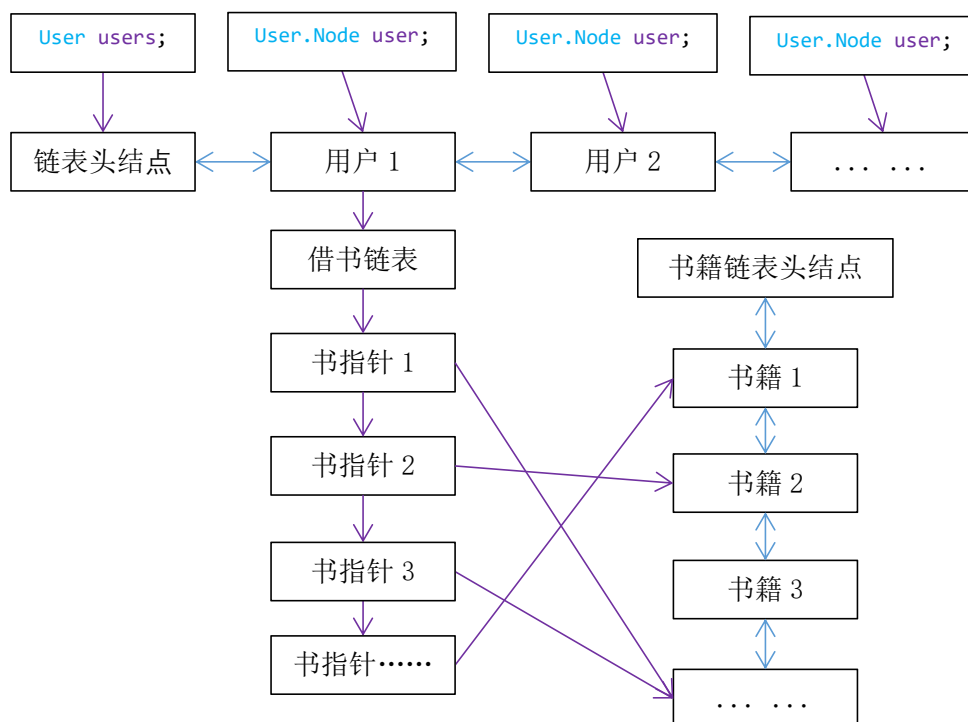 User users;
User.Node user;
User.Node user;
User.Node user;
链表头结点
用户 1
用户 2
... ...
借书链表
书籍链表头结点
书指针 1
书籍 1
书指针 2
书籍 2
书指针 3
书籍 3
书指针……
... ...